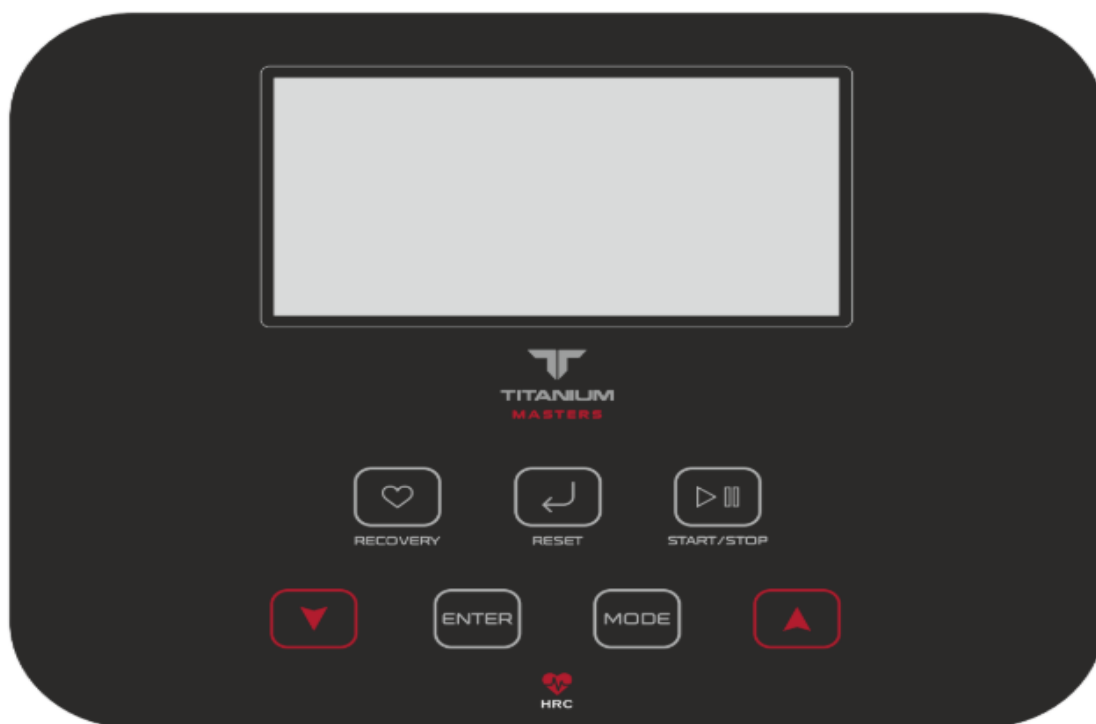 TITANIUM
MASTERS
RECOVERY
RESET
START/STOP
ENTER
MODE
HRC